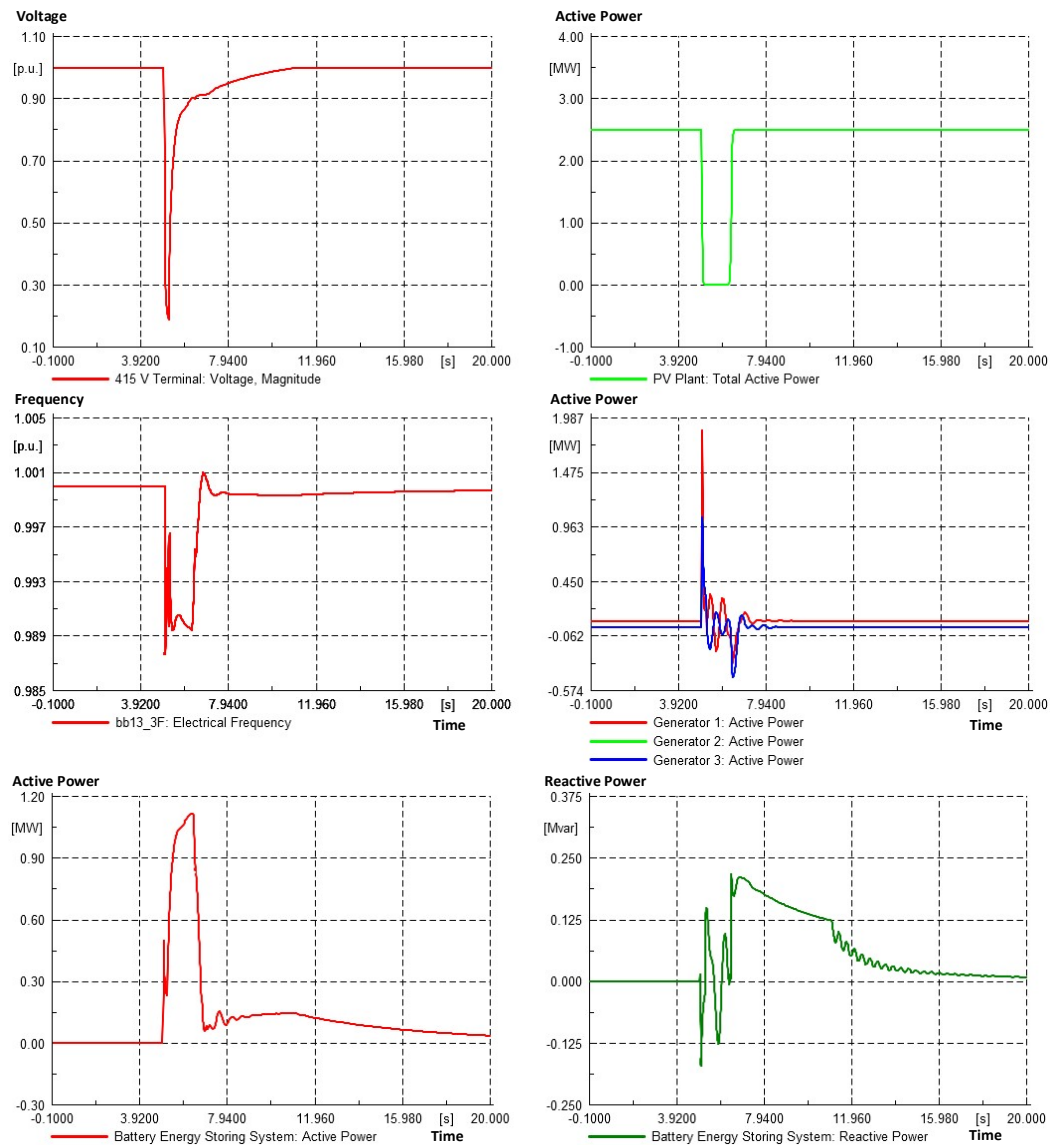 Voltage
1.10
[p.u.]
0.90
0.70
0.50
0.30
0.10
-0.1000 3.9200 7.9400 11.960 15.980 [s] 20.000
415 V Terminal: Voltage, Magnitude
Active Power
4.00
[MW]
3.00
2.00
1.00
0.00
-1.00
-0.1000 3.9200 7.9400 11.960 15.980 [s] 20.000
PV Plant: Total Active Power
Frequency
1.005
[p.u.]
1.001
0.997
0.993
0.989
0.985
-0.1000 3.9200 7.9400 11.960 15.980 [s] 20.000
bb13_3F: Electrical Frequency Time
Active Power
1.987
[MW]
1.475
0.963
0.450
-0.062
-0.574
-0.1000 3.9200 7.9400 11.960 15.980 [s] 20.000
Generator 1: Active Power Time
Generator 2: Active Power
Generator 3: Active Power
Active Power
1.20
[MW]
0.90
0.60
0.30
0.00
-0.30
-0.1000 3.9200 7.9400 11.960 15.980 [s] 20.000
Battery Energy Storing System: Active Power Time
Reactive Power
0.375
[Mvar]
0.250
0.125
0.000
-0.125
-0.250
-0.1000 3.9200 7.9400 11.960 15.980 [s] 20.000
Battery Energy Storing System: Reactive Power Time